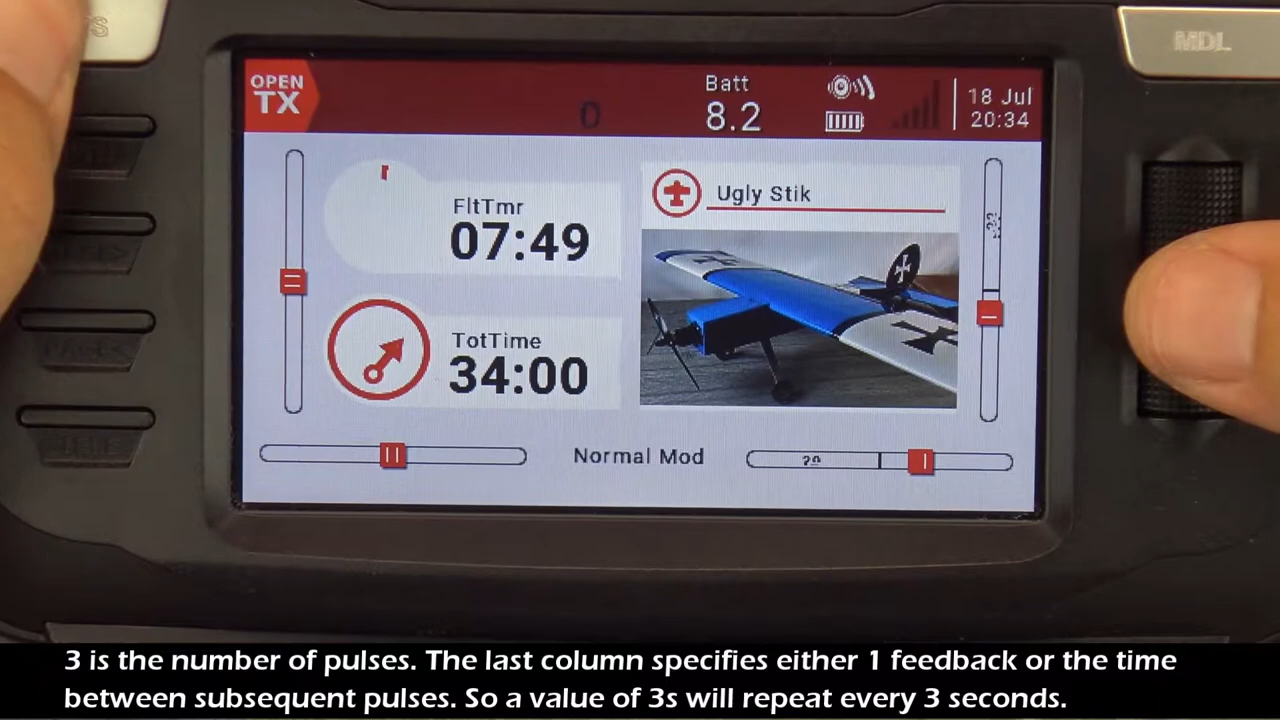 MDL
OPEN
TX
0
Batt
8.2
18 Jul
20:34
FltTmr
07:49
Ugly Stik
TotTime
34:00
Normal Mod
3 is the number of pulses. The last column specifies either 1 feedback or the time
between subsequent pulses. So a value of 3s will repeat every 3 seconds.